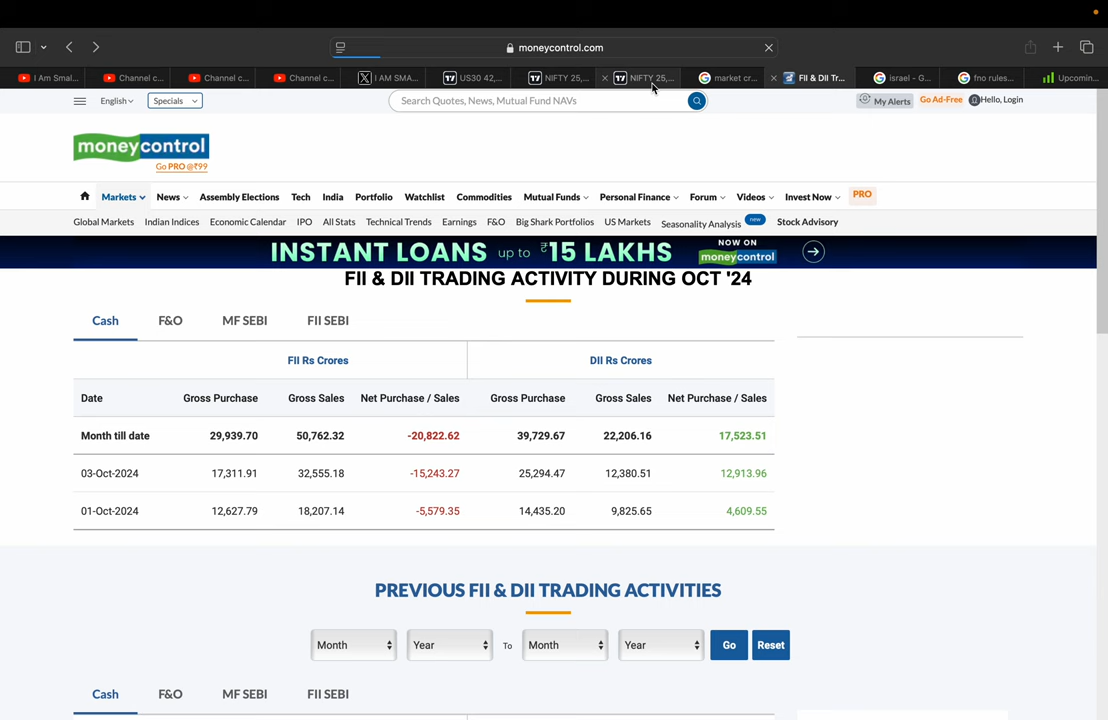 moneycontrol.com
I Am Smal...
Channel c...
Channel c...
Channel c...
I AM SMA...
US30 42,...
NIFTY 25,...
NIFTY 25,...
market cr...
FII & DII Tr...
israel - G...
fno rules...
Upcomin...
English
Specials
Search Quotes, News, Mutual Fund NAVs
My Alerts
Go Ad-Free
Hello, Login
moneycontrol
Go PRO @₹99
Markets News Assembly Elections Tech India Portfolio Watchlist Commodities Mutual Funds Personal Finance Forum Videos Invest Now PRO
Global Markets Indian Indices Economic Calendar IPO All Stats Technical Trends Earnings F&O Big Shark Portfolios US Markets Seasonality Analysis new Stock Advisory
INSTANT LOANS up to ₹15 LAKHS NOW ON moneycontrol
FII & DII TRADING ACTIVITY DURING OCT '24
Cash F&O MF SEBI FII SEBI
FII Rs Crores DII Rs Crores
Date Gross Purchase Gross Sales Net Purchase / Sales Gross Purchase Gross Sales Net Purchase / Sales
Month till date 29,939.70 50,762.32 -20,822.62 39,729.67 22,206.16 17,523.51
03-Oct-2024 17,311.91 32,555.18 -15,243.27 25,294.47 12,380.51 12,913.96
01-Oct-2024 12,627.79 18,207.14 -5,579.35 14,435.20 9,825.65 4,609.55
PREVIOUS FII & DII TRADING ACTIVITIES
Month Year To Month Year Go Reset
Cash F&O MF SEBI FII SEBI